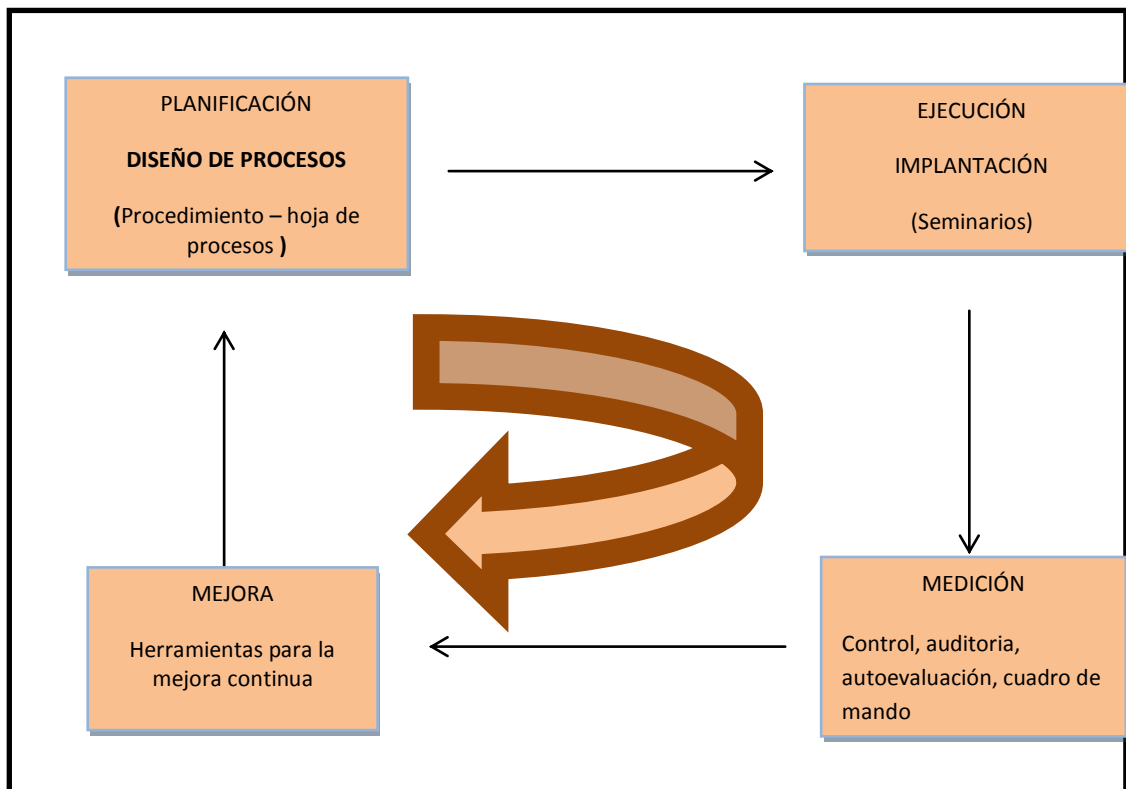 PLANIFICACIÓN
DISEÑO DE PROCESOS
(Procedimiento – hoja de
procesos )
EJECUCIÓN
IMPLANTACIÓN
(Seminarios)
MEJORA
Herramientas para la
mejora continua
MEDICIÓN
Control, auditoria,
autoevaluación, cuadro de
mando